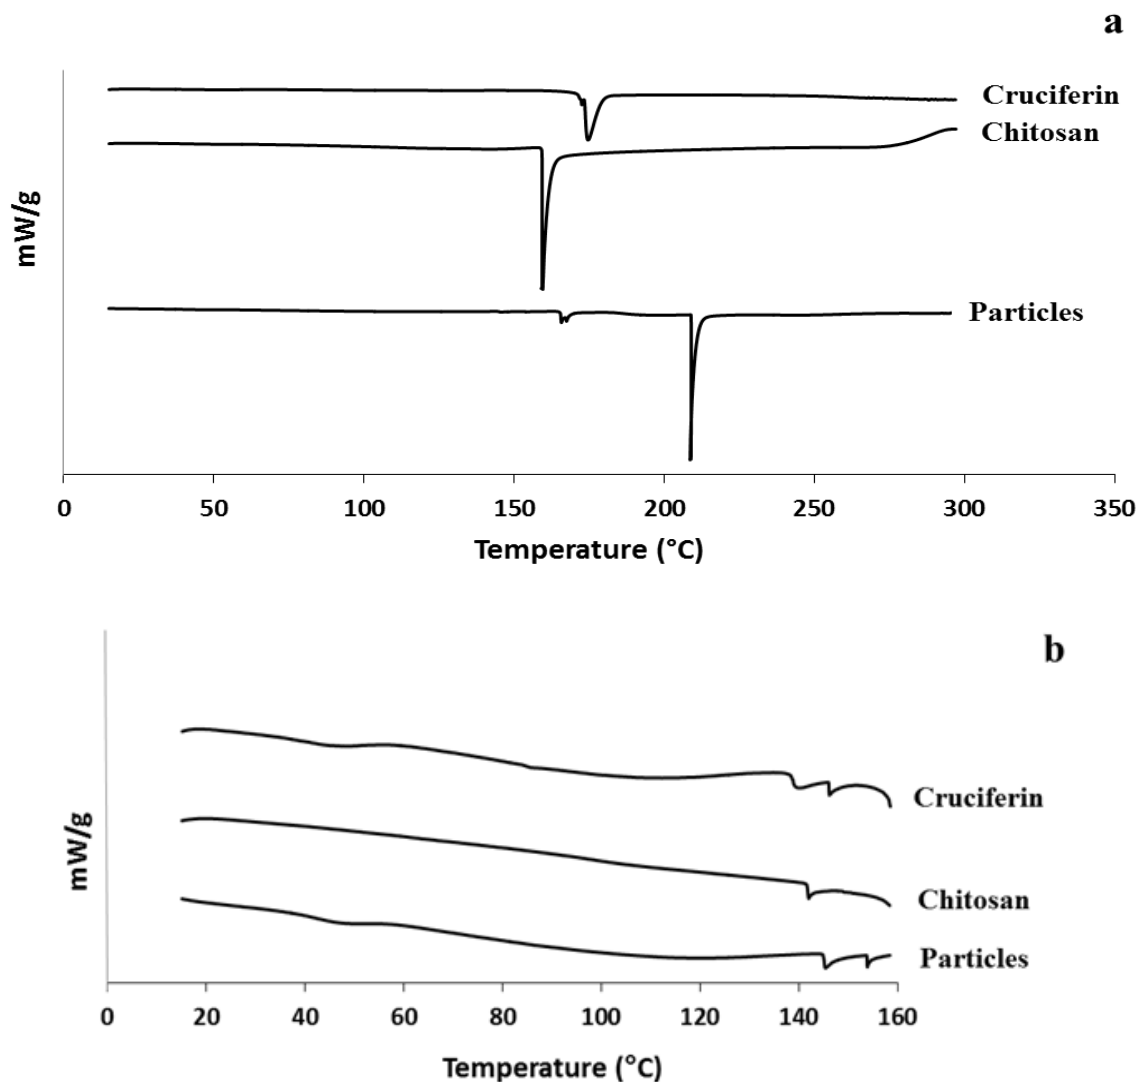 a
Cruciferin
Chitosan
mW/g
Particles
0 50 100 150 200 250 300 350
Temperature (°C)
b
Cruciferin
mW/g
Chitosan
Particles
0 20 40 60 80 100 120 140 160
Temperature (°C)